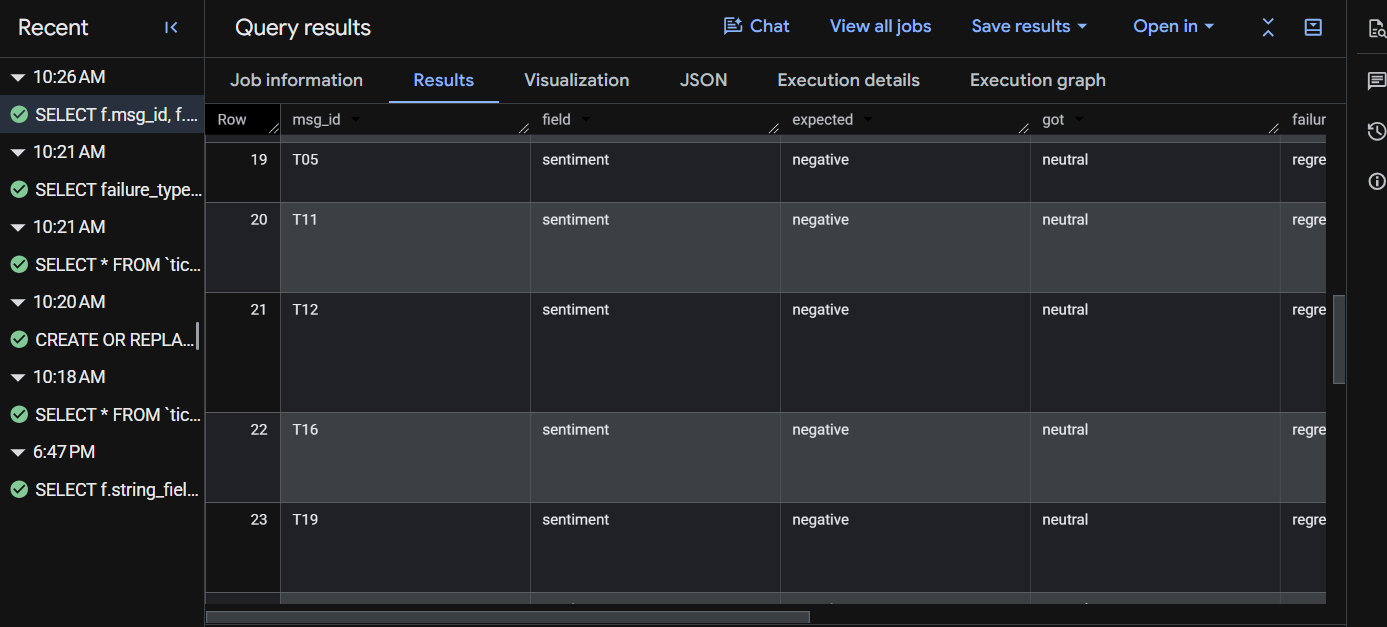 Recent
10:26 AM
SELECT f.msg_id, f....
10:21 AM
SELECT failure_type...
10:21 AM
SELECT * FROM `tic...
10:20 AM
CREATE OR REPLA...
10:18 AM
SELECT * FROM `tic...
6:47 PM
SELECT f.string_fiel...
Query results
Chat View all jobs Save results Open in
Job information Results Visualization JSON Execution details Execution graph
Row msg_id field expected got failur
19 T05 sentiment negative neutral regre
20 T11 sentiment negative neutral regre
21 T12 sentiment negative neutral regre
22 T16 sentiment negative neutral regre
23 T19 sentiment negative neutral regre